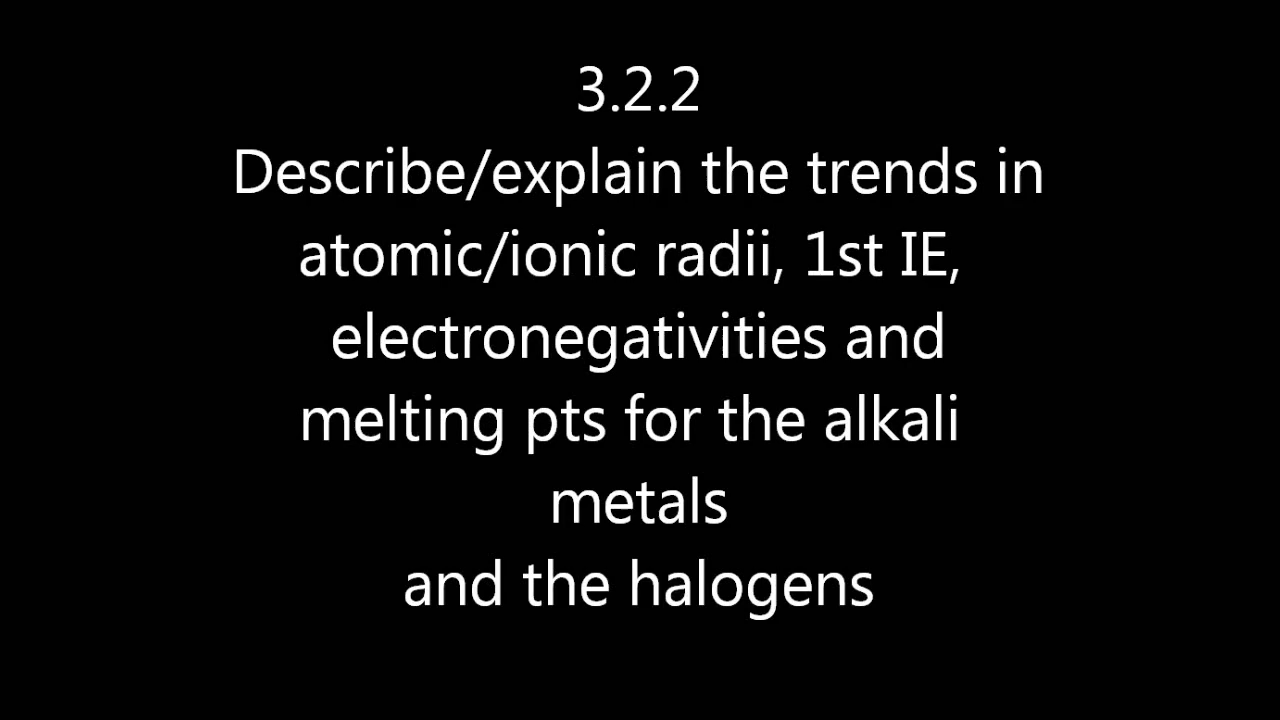 3.2.2
Describe/explain the trends in
atomic/ionic radii, 1st IE,
electronegativities and
melting pts for the alkali
metals
and the halogens